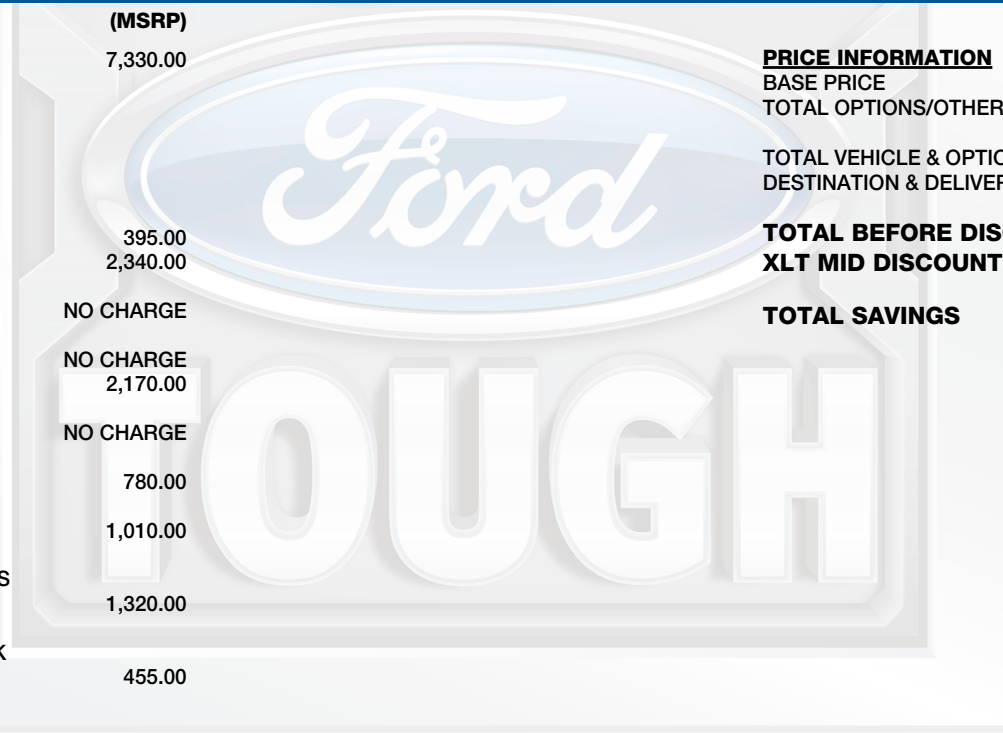 (MSRP)
7,330.00
395.00
2,340.00
NO CHARGE
NO CHARGE
2,170.00
NO CHARGE
780.00
1,010.00
S
1,320.00
K
455.00
PRICE INFORMATION
BASE PRICE
TOTAL OPTIONS/OTHER
TOTAL VEHICLE & OPTIO
DESTINATION & DELIVER
TOTAL BEFORE DISC
XLT MID DISCOUNT
TOTAL SAVINGS
Ford
TOUGH